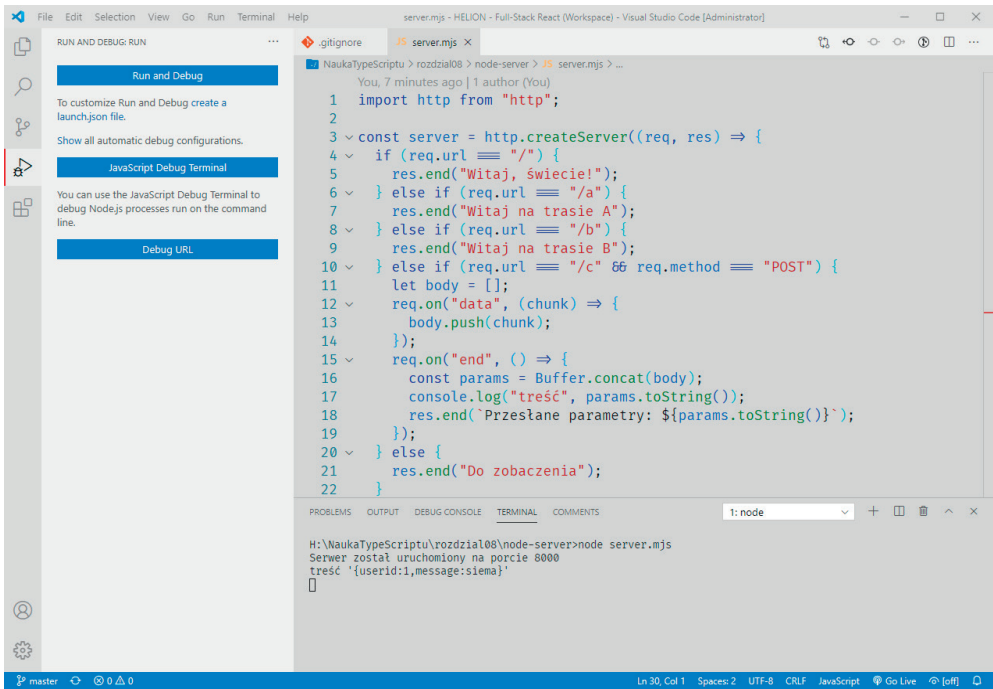 File Edit Selection View Go Run Terminal Help server.mjs - HELION - Full-Stack React (Workspace) - Visual Studio Code [Administrator]
RUN AND DEBUG: RUN ···
Run and Debug
To customize Run and Debug create a
launch.json file.
Show all automatic debug configurations.
JavaScript Debug Terminal
You can use the JavaScript Debug Terminal to
debug Node.js processes run on the command
line.
Debug URL
.gitignore JS server.mjs ×
NaukaTypeScriptu > rozdzial08 > node-server > JS server.mjs > ...
You, 7 minutes ago | 1 author (You)
1 import http from "http";
2
3 const server = http.createServer((req, res) => {
4 if (req.url === "/") {
5 res.end("Witaj, świecie!");
6 } else if (req.url === "/a") {
7 res.end("Witaj na trasie A");
8 } else if (req.url === "/b") {
9 res.end("Witaj na trasie B");
10 } else if (req.url === "/c" && req.method === "POST") {
11 let body = [];
12 req.on("data", (chunk) => {
13 body.push(chunk);
14 });
15 req.on("end", () => {
16 const params = Buffer.concat(body);
17 console.log("treść", params.toString());
18 res.end(`Przesłane parametry: ${params.toString()}`);
19 });
20 } else {
21 res.end("Do zobaczenia");
22 }
PROBLEMS OUTPUT DEBUG CONSOLE TERMINAL COMMENTS 1: node
H:\NaukaTypeScriptu\rozdzial08\node-server>node server.mjs
Serwer został uruchomiony na porcie 8000
treść '{userid:1,message:siema}'
master 0 0 Ln 30, Col 1 Spaces: 2 UTF-8 CRLF JavaScript Go Live [off]